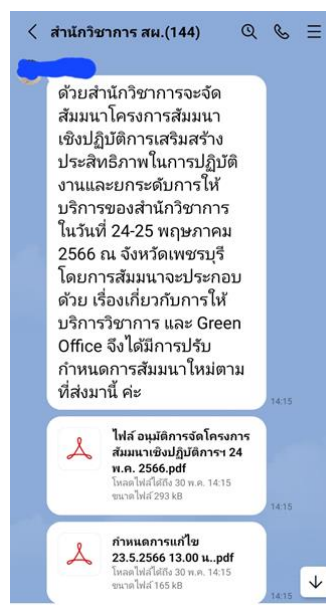 สำนักวิชาการ สผ.(144)
ด้วยสำนักวิชาการจะจัด
สัมมนาโครงการสัมมนา
เชิงปฏิบัติการเสริมสร้าง
ประสิทธิภาพในการปฏิบัติ
งานและยกระดับการให้
บริการของสำนักวิชาการ
ในวันที่ 24-25 พฤษภาคม
2566 ณ จังหวัดเพชรบุรี
โดยการสัมมนาจะประกอบ
ด้วย เรื่องเกี่ยวกับการให้
บริการวิชาการ และ Green
Office จึงได้มีการปรับ
กำหนดการสัมมนาใหม่ตาม
ที่ส่งมานี้ ค่ะ
14:15
ไฟล์ อนุมัติการจัดโครงการ
สัมมนาเชิงปฏิบัติการฯ 24
พ.ค. 2566.pdf
โหลดไฟล์ได้ถึง 30 พ.ค. 14:15
ขนาดไฟล์ 293 kB
14:15
กำหนดการแก้ไข
23.5.2566 13.00 น..pdf
โหลดไฟล์ได้ถึง 30 พ.ค. 14:15
ขนาดไฟล์ 165 kB
14:15